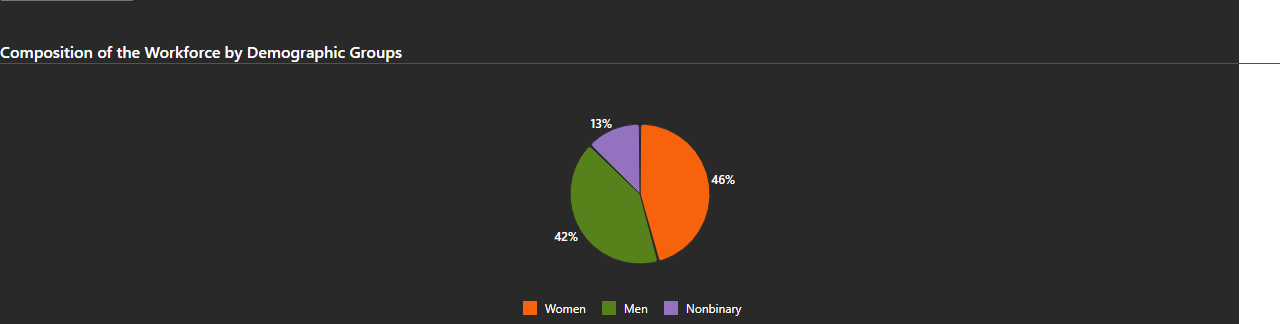 Composition of the Workforce by Demographic Groups
13%
46%
42%
Women Men Nonbinary